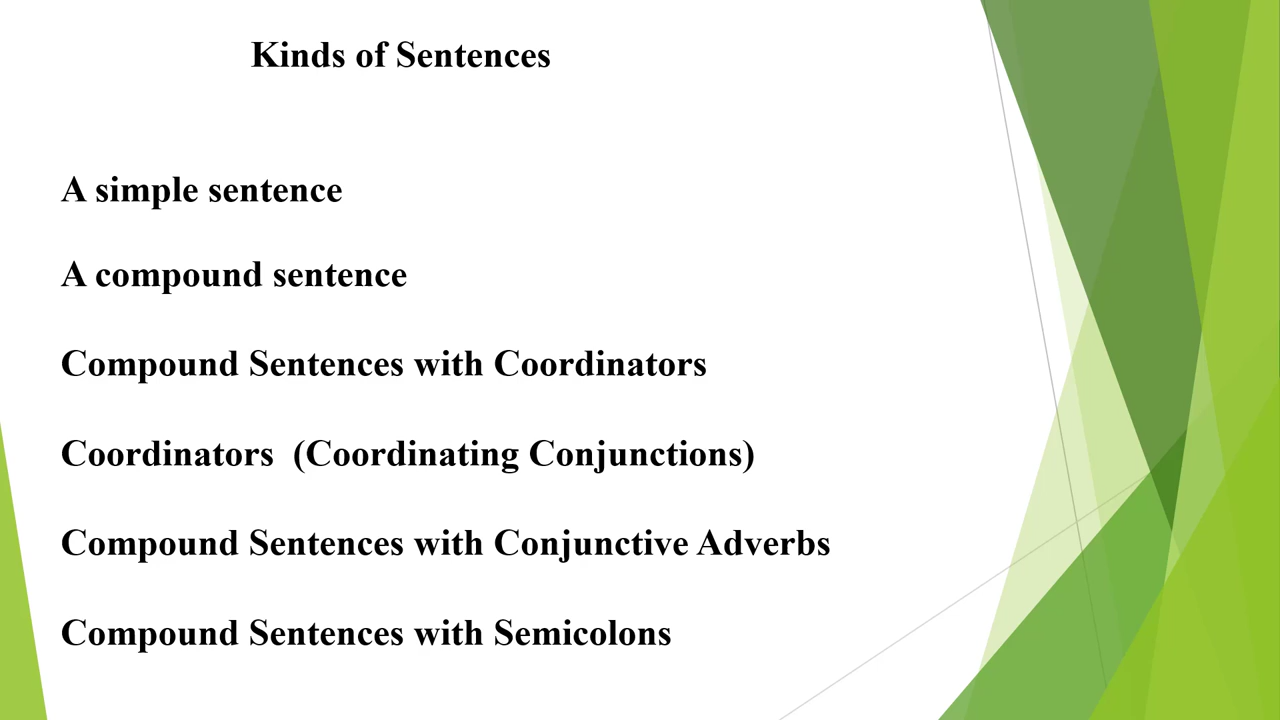 Kinds of Sentences
A simple sentence
A compound sentence
Compound Sentences with Coordinators
Coordinators  (Coordinating Conjunctions)
Compound Sentences with Conjunctive Adverbs
Compound Sentences with Semicolons